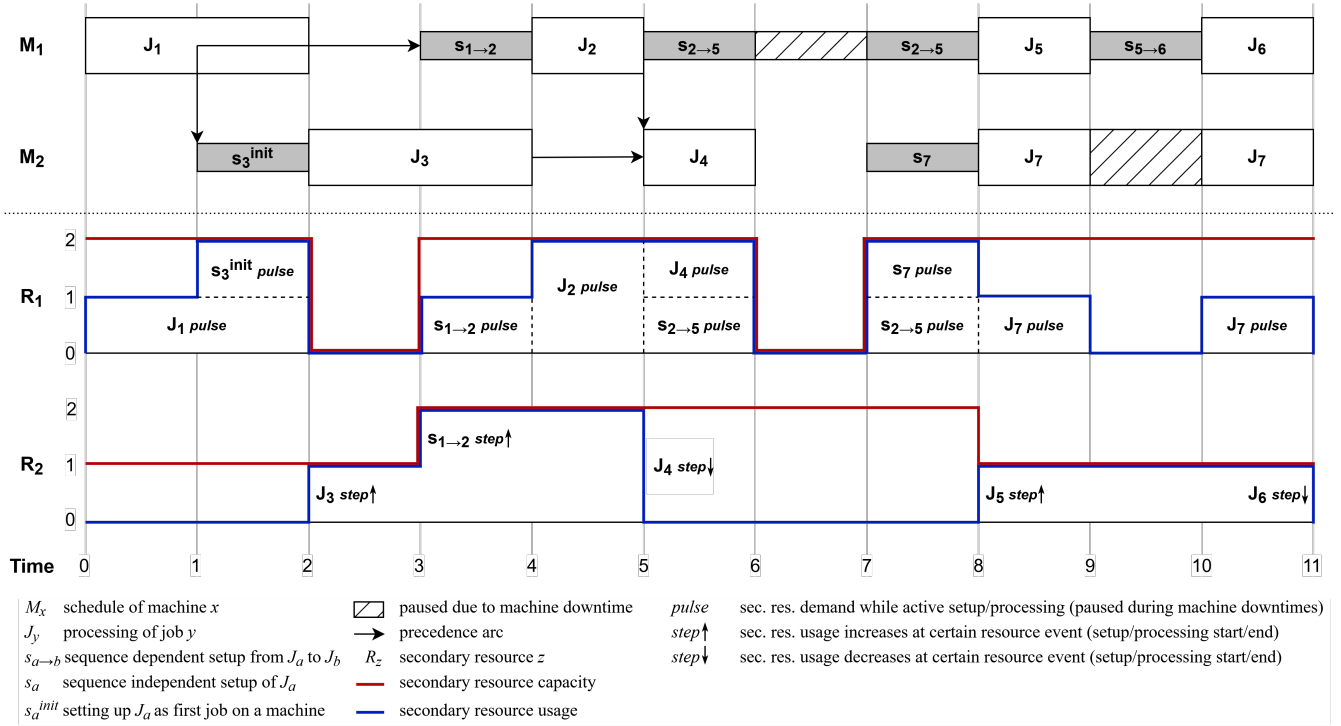 M1 J1 s1→2 J2 s2→5 s2→5 J5 s5→6 J6
M2 s3init J3 J4 s7 J7 J7
2
s3init pulse J4 pulse s7 pulse
R1 1 J2 pulse
J1 pulse s1→2 pulse s2→5 pulse s2→5 pulse J7 pulse J7 pulse
0
2
s1→2 step↑
R2 1 J4 step↓
J3 step↑ J5 step↑ J6 step↓
0
Time 0 1 2 3 4 5 6 7 8 9 10 11
Mx schedule of machine x paused due to machine downtime pulse sec. res. demand while active setup/processing (paused during machine downtimes)
Jy processing of job y precedence arc step↑ sec. res. usage increases at certain resource event (setup/processing start/end)
sa→b sequence dependent setup from Ja to Jb Rz secondary resource z step↓ sec. res. usage decreases at certain resource event (setup/processing start/end)
sa sequence independent setup of Ja secondary resource capacity
sainit setting up Ja as first job on a machine secondary resource usage